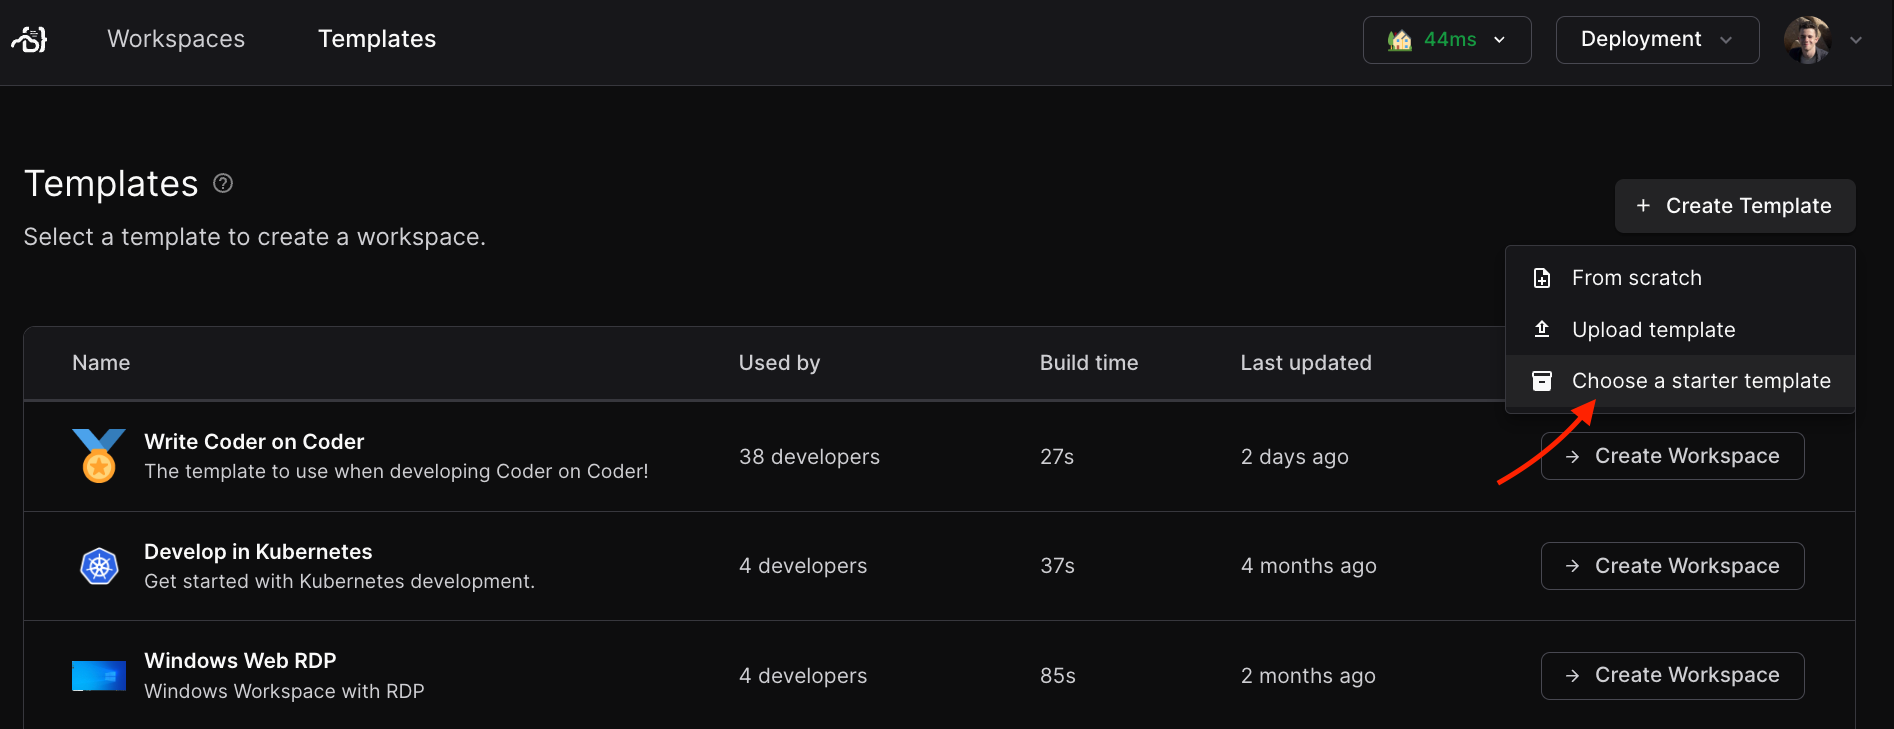 Workspaces
Templates
44ms
Deployment
Templates
Select a template to create a workspace.
+ Create Template
From scratch
Upload template
Choose a starter template
Name Used by Build time Last updated
Write Coder on Coder
The template to use when developing Coder on Coder!
38 developers 27s 2 days ago → Create Workspace
Develop in Kubernetes
Get started with Kubernetes development.
4 developers 37s 4 months ago → Create Workspace
Windows Web RDP
Windows Workspace with RDP
4 developers 85s 2 months ago → Create Workspace